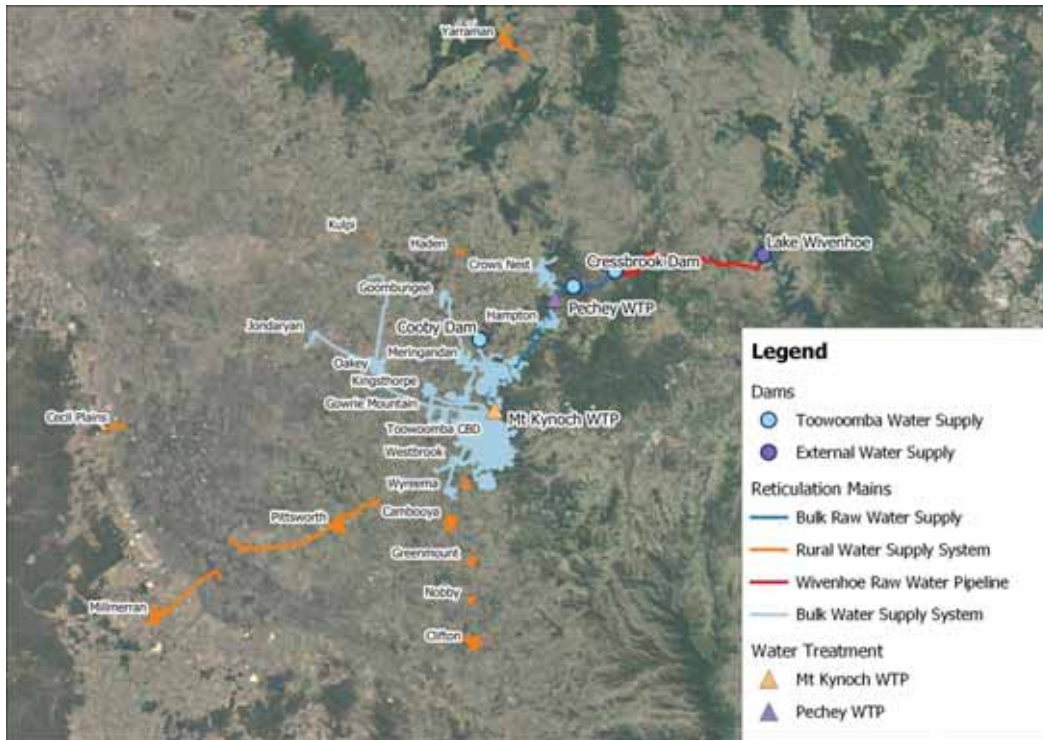 Yarraman
Kulpi
Haden
Crows Nest
Lake Wivenhoe
Cressbrook Dam
Goombungee
Pechey WTP
Hampton
Jondaryan
Cooby Dam
Meringandan
Oakey
Kingsthorpe
Gowrie Mountain
Mt Kynoch WTP
Cecil Plains
Toowoomba CBD
Westbrook
Wyreema
Pittsworth
Cambooya
Greenmount
Nobby
Millmerran
Clifton
Legend
Dams
Toowoomba Water Supply
External Water Supply
Reticulation Mains
Bulk Raw Water Supply
Rural Water Supply System
Wivenhoe Raw Water Pipeline
Bulk Water Supply System
Water Treatment
Mt Kynoch WTP
Pechey WTP